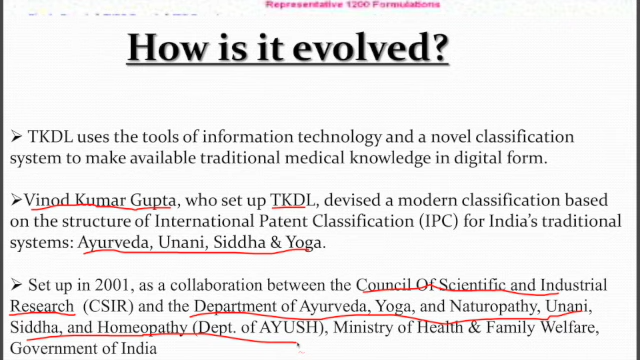 Representative 1200 Formulations
How is it evolved?
➢ TKDL uses the tools of information technology and a novel classification
system to make available traditional medical knowledge in digital form.
➢ Vinod Kumar Gupta, who set up TKDL, devised a modern classification based
on the structure of International Patent Classification (IPC) for India's traditional
systems: Ayurveda, Unani, Siddha & Yoga.
➢ Set up in 2001, as a collaboration between the Council Of Scientific and Industrial
Research (CSIR) and the Department of Ayurveda, Yoga, and Naturopathy, Unani,
Siddha, and Homeopathy (Dept. of AYUSH), Ministry of Health & Family Welfare,
Government of India